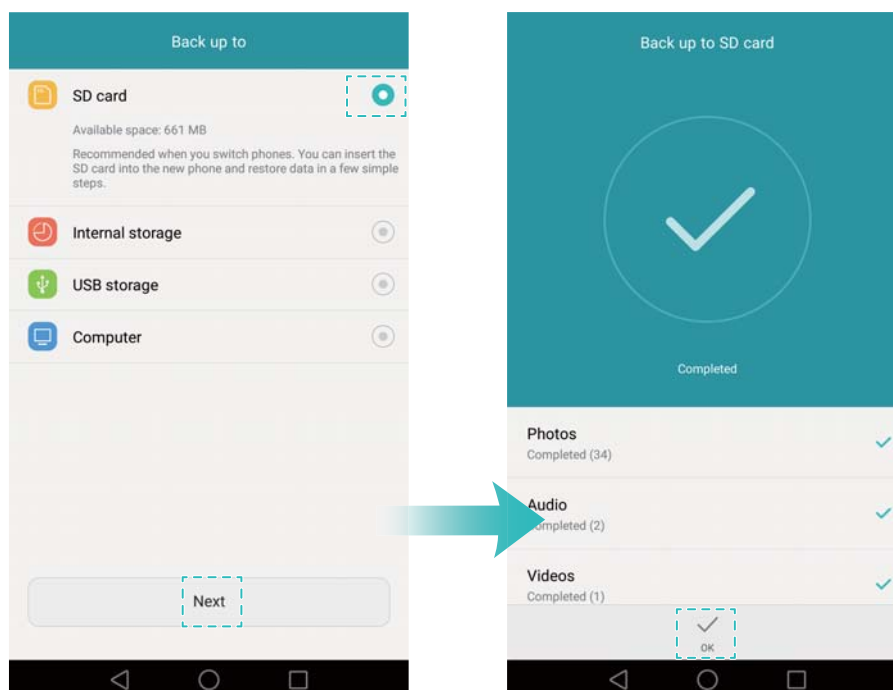 Back up to
SD card
Available space: 661 MB
Recommended when you switch phones. You can insert the
SD card into the new phone and restore data in a few simple
steps.
Internal storage
USB storage
Computer
Next
Back up to SD card
Completed
Photos
Completed (34)
Audio
Completed (2)
Videos
Completed (1)
OK